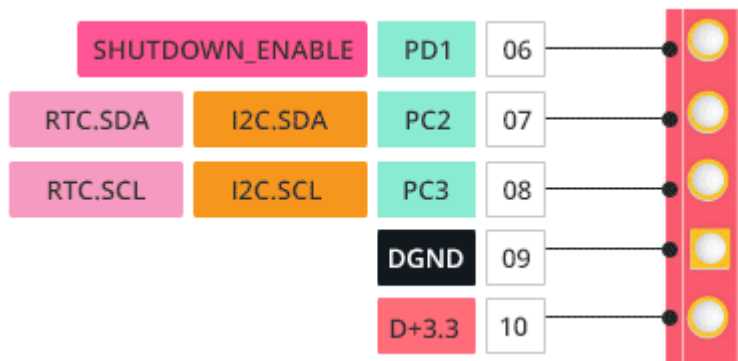 SHUTDOWN_ENABLE PD1 06
RTC.SDA I2C.SDA PC2 07
RTC.SCL I2C.SCL PC3 08
DGND 09
D+3.3 10